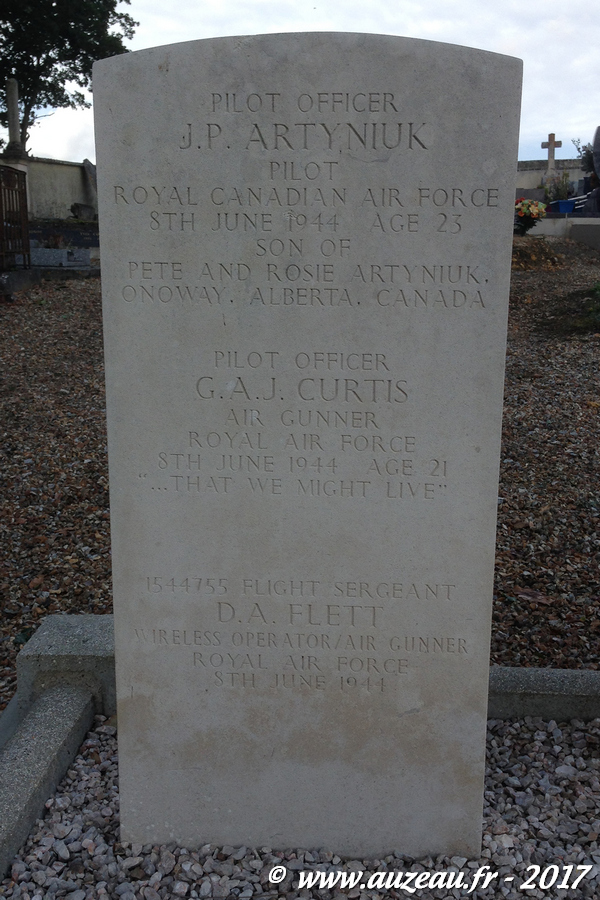 PILOT OFFICER
J.P. ARTYNIUK
PILOT
ROYAL CANADIAN AIR FORCE
8TH JUNE 1944 AGE 23
SON OF
PETE AND ROSIE ARTYNIUK.
ONOWAY. ALBERTA. CANADA
PILOT OFFICER
G.A.J. CURTIS
AIR GUNNER
ROYAL AIR FORCE
8TH JUNE 1944 AGE 21
"...THAT WE MIGHT LIVE"
1544755 FLIGHT SERGEANT
D.A. FLETT
WIRELESS OPERATOR/AIR GUNNER
ROYAL AIR FORCE
8TH JUNE 1944
© www.auzeau.fr - 2017